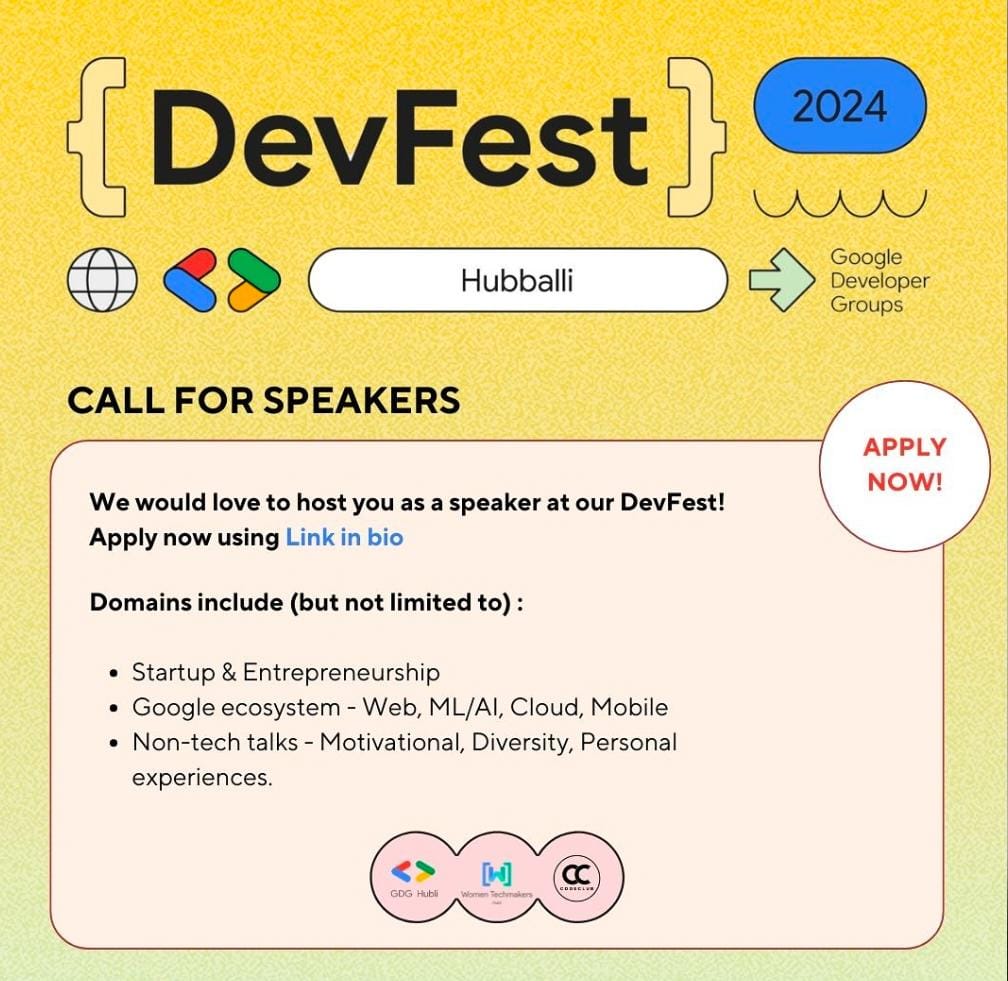 { DevFest }
2024
Hubballi
Google
Developer
Groups
CALL FOR SPEAKERS
APPLY
NOW!
We would love to host you as a speaker at our DevFest!
Apply now using Link in bio
Domains include (but not limited to) :
• Startup & Entrepreneurship
• Google ecosystem - Web, ML/AI, Cloud, Mobile
• Non-tech talks - Motivational, Diversity, Personal
experiences.
GDG Hubli
Women Techmakers
CC
CODECLUB